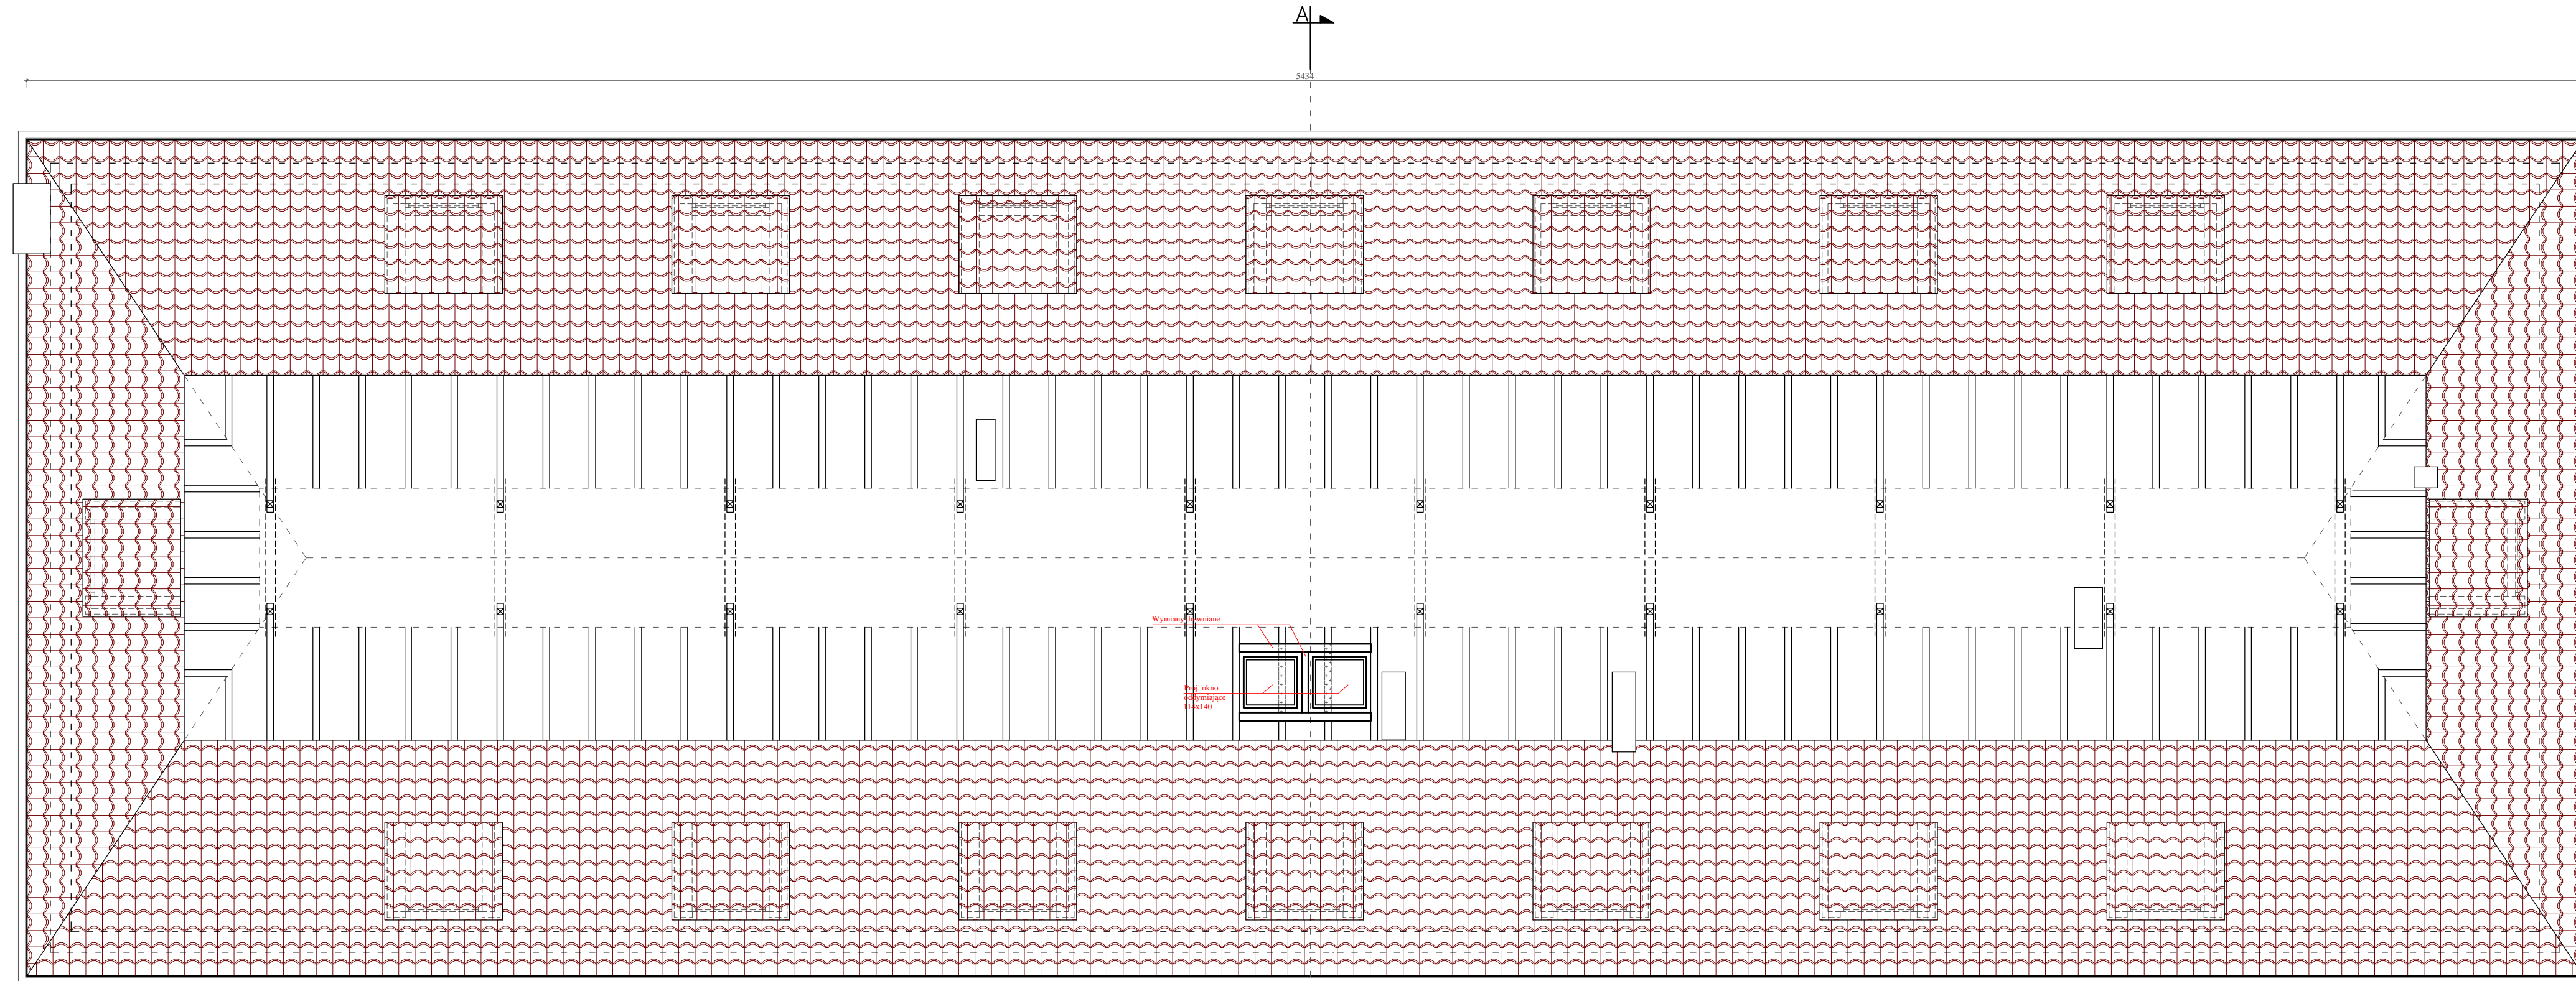 A
5434
Wymiany drewniane
Proj. okno
oddymiające
114x140